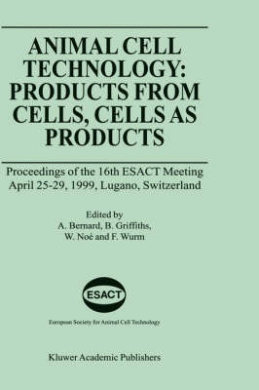 ANIMAL CELL
TECHNOLOGY:
PRODUCTS FROM
CELLS, CELLS AS
PRODUCTS
Proceedings of the 16th ESACT Meeting
April 25-29, 1999, Lugano, Switzerland
Edited by
A. Bernard, B. Griffiths,
W. Noé and F. Wurm
ESACT
European Society for Animal Cell Technology
Kluwer Academic Publishers